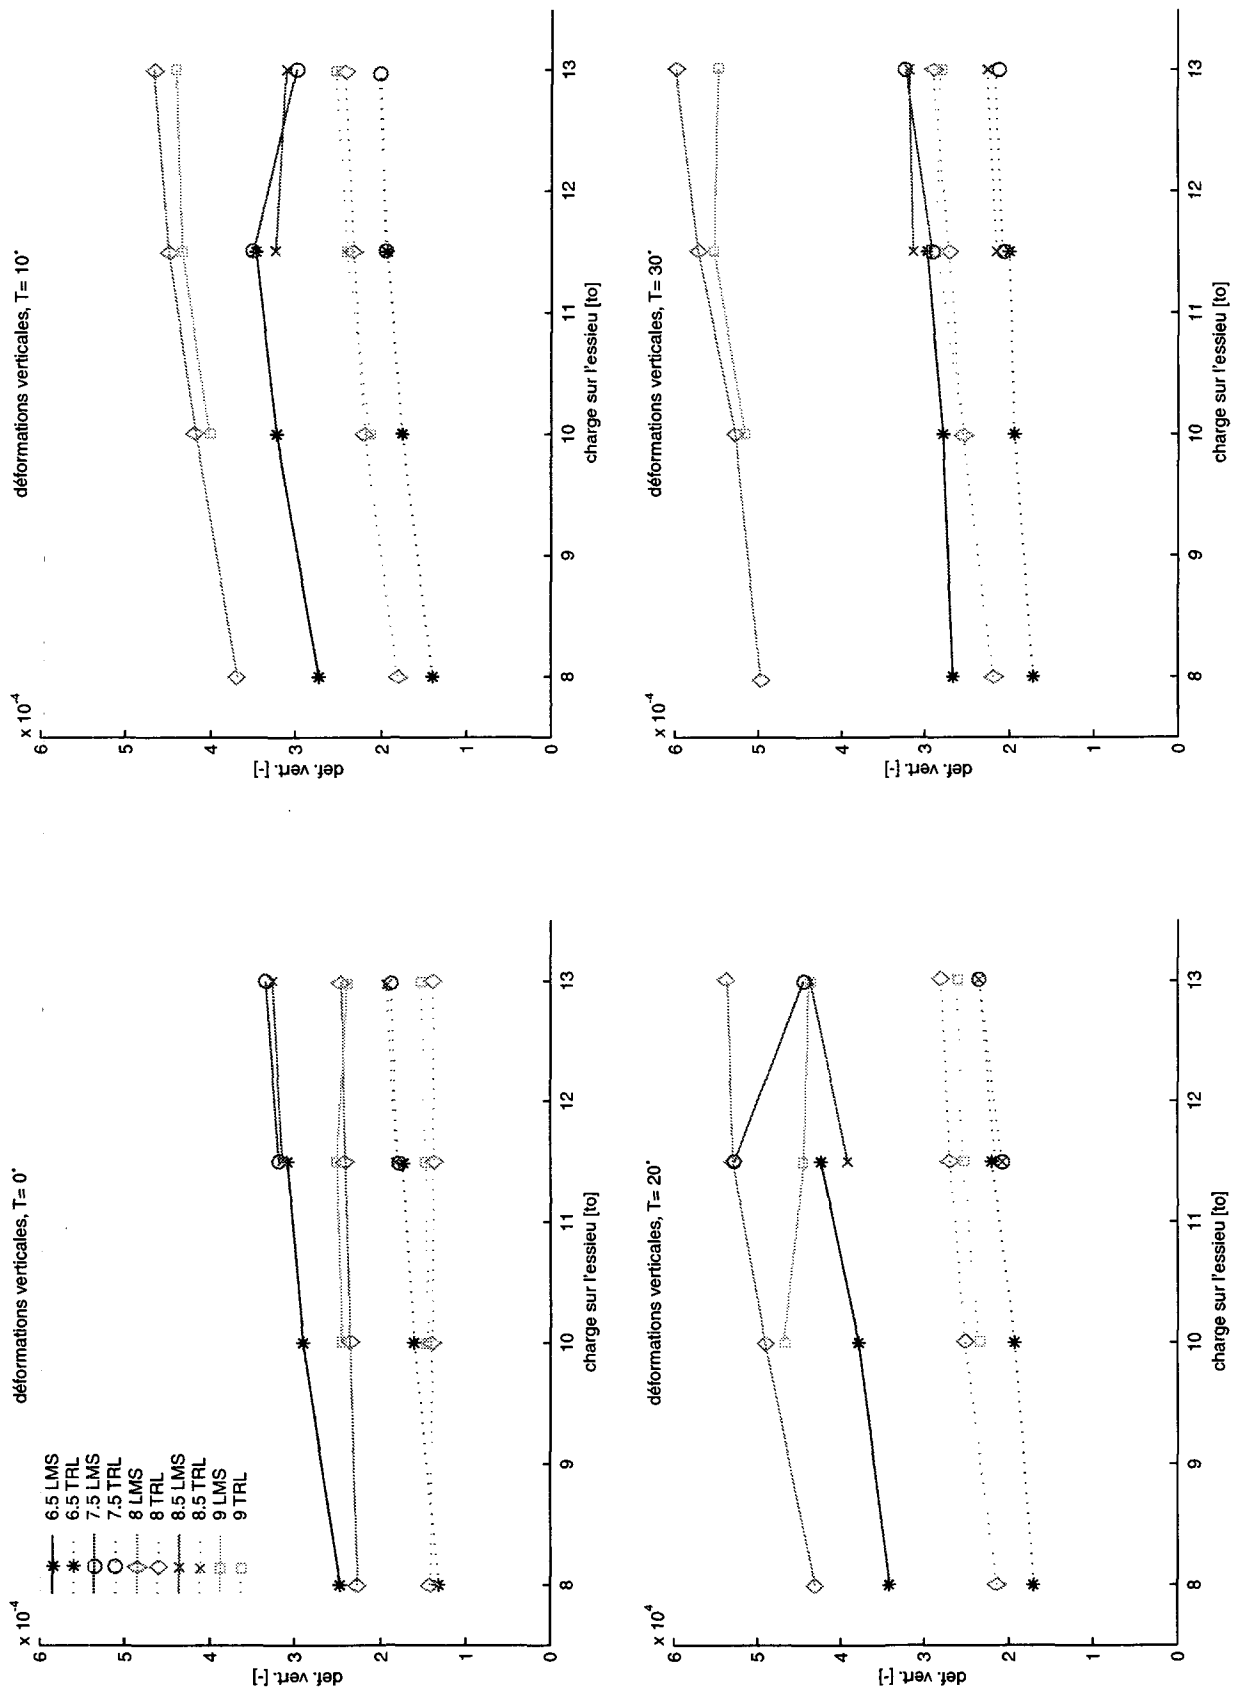 déformations verticales, T= 0°
x 10-4
6
5
4
3
2
1
0
def. vert. [-]
6.5 LMS
6.5 TRL
7.5 LMS
7.5 TRL
8 LMS
8 TRL
8.5 LMS
8.5 TRL
9 LMS
9 TRL
8
9
10
11
12
13
charge sur l'essieu [to]
déformations verticales, T= 10°
x 10-4
6
5
4
3
2
1
0
def. vert. [-]
8
9
10
11
12
13
charge sur l'essieu [to]
déformations verticales, T= 20°
x 10 4
6
5
4
3
2
1
0
def. vert. [-]
8
9
10
11
12
13
charge sur l'essieu [to]
déformations verticales, T= 30°
x 10-4
6
5
4
3
2
1
0
def. vert. [-]
8
9
10
11
12
13
charge sur l'essieu [to]